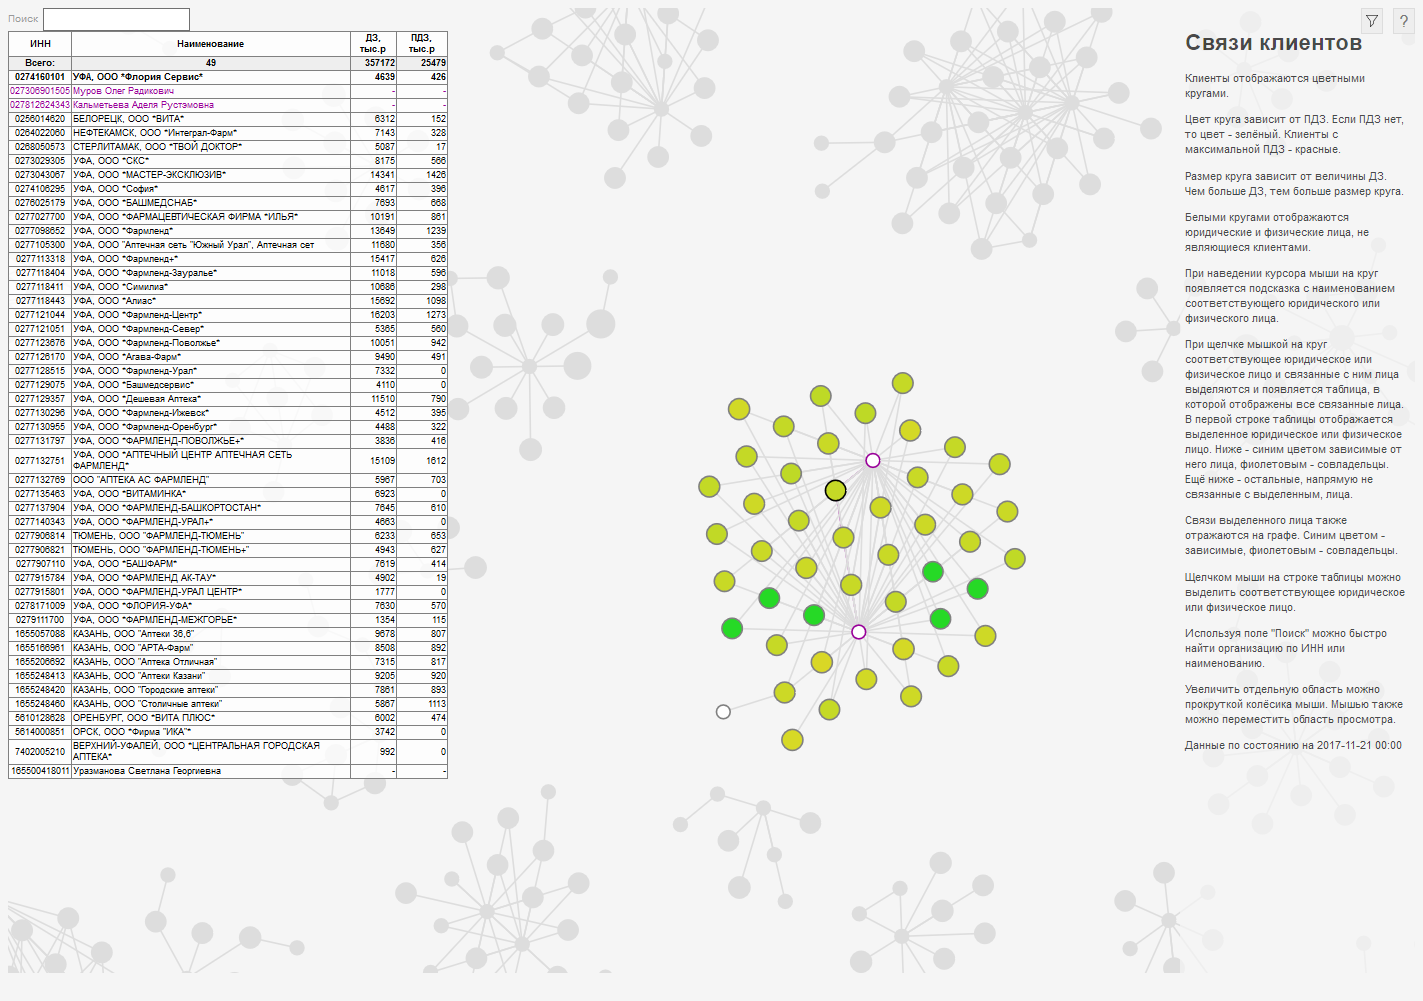 Поиск
ИНН Наименование ДЗ, тыс.р ПДЗ, тыс.р
Всего: 49 357172 25479
0274160101 УФА, ООО *Флория Сервис* 4639 426
027306901505 Муров Олег Радикович - -
027812624343 Кальметьева Аделя Рустэмовна - -
0256014620 БЕЛОРЕЦК, ООО *ВИТА* 6312 152
0264022060 НЕФТЕКАМСК, ООО *Интеграл-Фарм* 7143 328
0268050573 СТЕРЛИТАМАК, ООО *ТВОЙ ДОКТОР* 5087 17
0273029305 УФА, ООО *СКС* 8175 566
0273043067 УФА, ООО *МАСТЕР-ЭКСКЛЮЗИВ* 14341 1426
0274106295 УФА, ООО *София* 4617 396
0276025179 УФА, ООО *БАШМЕДСНАБ* 7693 668
0277027700 УФА, ООО *ФАРМАЦЕВТИЧЕСКАЯ ФИРМА *ИЛЬЯ* 10191 861
0277098652 УФА, ООО *Фармленд* 13649 1239
0277105300 УФА, ООО "Аптечная сеть "Южный Урал", Аптечная сет 11680 356
0277113318 УФА, ООО *Фармленд+* 15417 626
0277118404 УФА, ООО *Фармленд-Зауралье* 11018 596
0277118411 УФА, ООО *Симилиа* 10686 298
0277118443 УФА, ООО *Алиас* 15692 1098
0277121044 УФА, ООО *Фармленд-Центр* 16203 1273
0277121051 УФА, ООО *Фармленд-Север* 5365 560
0277123676 УФА, ООО *Фармленд-Поволжье* 10051 942
0277126170 УФА, ООО *Агава-Фарм* 9490 491
0277128515 УФА, ООО *Фармленд-Урал* 7332 0
0277129075 УФА, ООО *Башмедсервис* 4110 0
0277129357 УФА, ООО *Дешевая Аптека* 11510 790
0277130296 УФА, ООО *Фармленд-Ижевск* 4512 395
0277130955 УФА, ООО *Фармленд-Оренбург* 4488 322
0277131797 УФА, ООО *ФАРМЛЕНД-ПОВОЛЖЬЕ+* 3836 416
0277132751 УФА, ООО *АПТЕЧНЫЙ ЦЕНТР АПТЕЧНАЯ СЕТЬ ФАРМЛЕНД* 15109 1612
0277132769 ООО "АПТЕКА АС ФАРМЛЕНД" 5967 703
0277135463 УФА, ООО *ВИТАМИНКА* 6923 0
0277137904 УФА, ООО *ФАРМЛЕНД-БАШКОРТОСТАН* 7645 610
0277140343 УФА, ООО *ФАРМЛЕНД-УРАЛ+* 4663 0
0277906814 ТЮМЕНЬ, ООО "ФАРМЛЕНД-ТЮМЕНЬ" 6233 653
0277906821 ТЮМЕНЬ, ООО "ФАРМЛЕНД-ТЮМЕНЬ+" 4943 627
0277907110 УФА, ООО *БАШФАРМ* 7619 414
0277915784 УФА, ООО *ФАРМЛЕНД АК-ТАУ* 4902 19
0277915801 УФА, ООО *ФАРМЛЕНД-УРАЛ ЦЕНТР* 1777 0
0278171009 УФА, ООО *ФЛОРИЯ-УФА* 7630 570
0279111700 УФА, ООО *ФАРМЛЕНД-МЕЖГОРЬЕ* 1354 115
1655057088 КАЗАНЬ, ООО "Аптеки 36,6" 9678 807
1655166961 КАЗАНЬ, ООО "АРТА-Фарм" 8508 892
1655206692 КАЗАНЬ, ООО "Аптека Отличная" 7315 817
1655248413 КАЗАНЬ, ООО "Аптеки Казани" 9205 920
1655248420 КАЗАНЬ, ООО "Городские аптеки" 7861 893
1655248460 КАЗАНЬ, ООО "Столичные аптеки" 5867 1113
5610128628 ОРЕНБУРГ, ООО *ВИТА ПЛЮС* 6002 474
5614000851 ОРСК, ООО *Фирма "ИКА"* 3742 0
7402005210 ВЕРХНИЙ-УФАЛЕЙ, ООО *ЦЕНТРАЛЬНАЯ ГОРОДСКАЯ АПТЕКА* 992 0
165500418011 Уразманова Светлана Георгиевна - -
?
Связи клиентов
Клиенты отображаются цветными
кругами.
Цвет круга зависит от ПДЗ. Если ПДЗ нет,
то цвет - зелёный. Клиенты с
максимальной ПДЗ - красные.
Размер круга зависит от величины ДЗ.
Чем больше ДЗ, тем больше размер круга.
Белыми кругами отображаются
юридические и физические лица, не
являющиеся клиентами.
При наведении курсора мыши на круг
появляется подсказка с наименованием
соответствующего юридического или
физического лица.
При щелчке мышкой на круг
соответствующее юридическое или
физическое лицо и связанные с ним лица
выделяются и появляется таблица, в
которой отображены все связанные лица.
В первой строке таблицы отображается
выделенное юридическое или физическое
лицо. Ниже - синим цветом зависимые от
него лица, фиолетовым - совладельцы.
Ещё ниже - остальные, напрямую не
связанные с выделенным, лица.
Связи выделенного лица также
отражаются на графе. Синим цветом -
зависимые, фиолетовым - совладельцы.
Щелчком мыши на строке таблицы можно
выделить соответствующее юридическое
или физическое лицо.
Используя поле "Поиск" можно быстро
найти организацию по ИНН или
наименованию.
Увеличить отдельную область можно
прокруткой колёсика мыши. Мышью также
можно переместить область просмотра.
Данные по состоянию на 2017-11-21 00:00